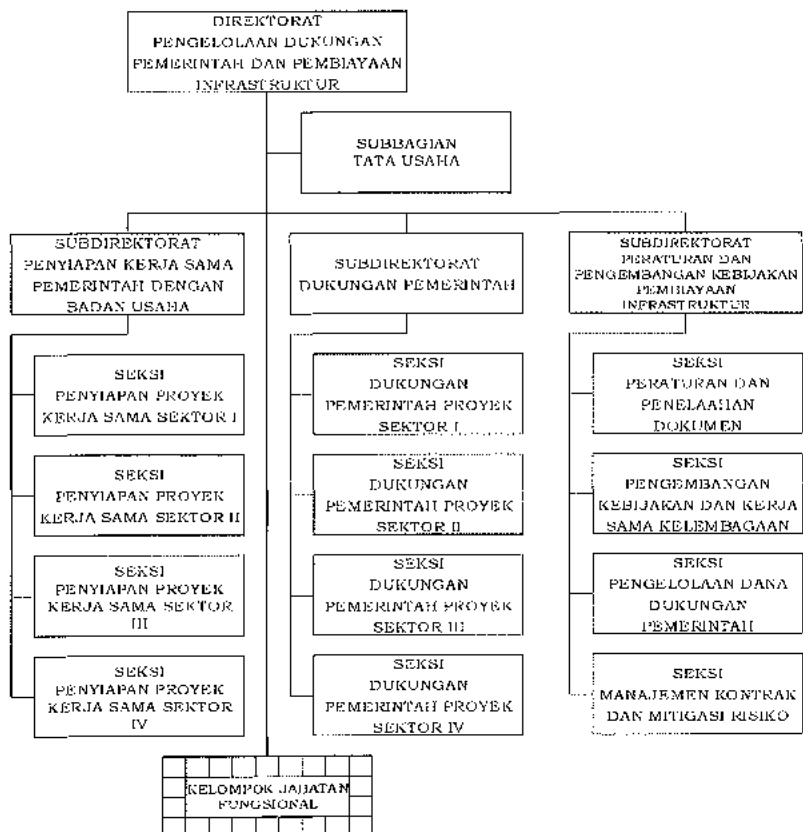 DIREKTORAT
PENGELOLAAN DUKUNGAN
PEMERINTAH DAN PEMBIAYAAN
INFRASTRUKTUR
SUBBAGIAN
TATA USAHA
SUBDIREKTORAT
PENYIAPAN KERJA SAMA
PEMERINTAH DENGAN
BADAN USAHA
SEKSI
PENYIAPAN PROYEK
KERJA SAMA SEKTOR I
SEKSI
PENYIAPAN PROYEK
KERJA SAMA SEKTOR II
SEKSI
PENYIAPAN PROYEK
KERJA SAMA SEKTOR
III
SEKSI
PENYIAPAN PROYEK
KERJA SAMA SEKTOR
IV
SUBDIREKTORAT
DUKUNGAN PEMERINTAH
SEKSI
DUKUNGAN
PEMERINTAH PROYEK
SEKTOR I
SEKSI
DUKUNGAN
PEMERINTAH PROYEK
SEKTOR II
SEKSI
DUKUNGAN
PEMERINTAH PROYEK
SEKTOR III
SEKSI
DUKUNGAN
PEMERINTAH PROYEK
SEKTOR IV
SUBDIREKTORAT
PERATURAN DAN
PENGEMBANGAN KEBIJAKAN
PEMBIAYAAN
INFRASTRUKTUR
SEKSI
PERATURAN DAN
PENELAAHAN
DOKUMEN
SEKSI
PENGEMBANGAN
KEBIJAKAN DAN KERJA
SAMA KELEMBAGAAN
SEKSI
PENGELOLAAN DANA
DUKUNGAN
PEMERINTAH
SEKSI
MANAJEMEN KONTRAK
DAN MITIGASI RISIKO
KELOMPOK JABATAN
FUNGSIONAL